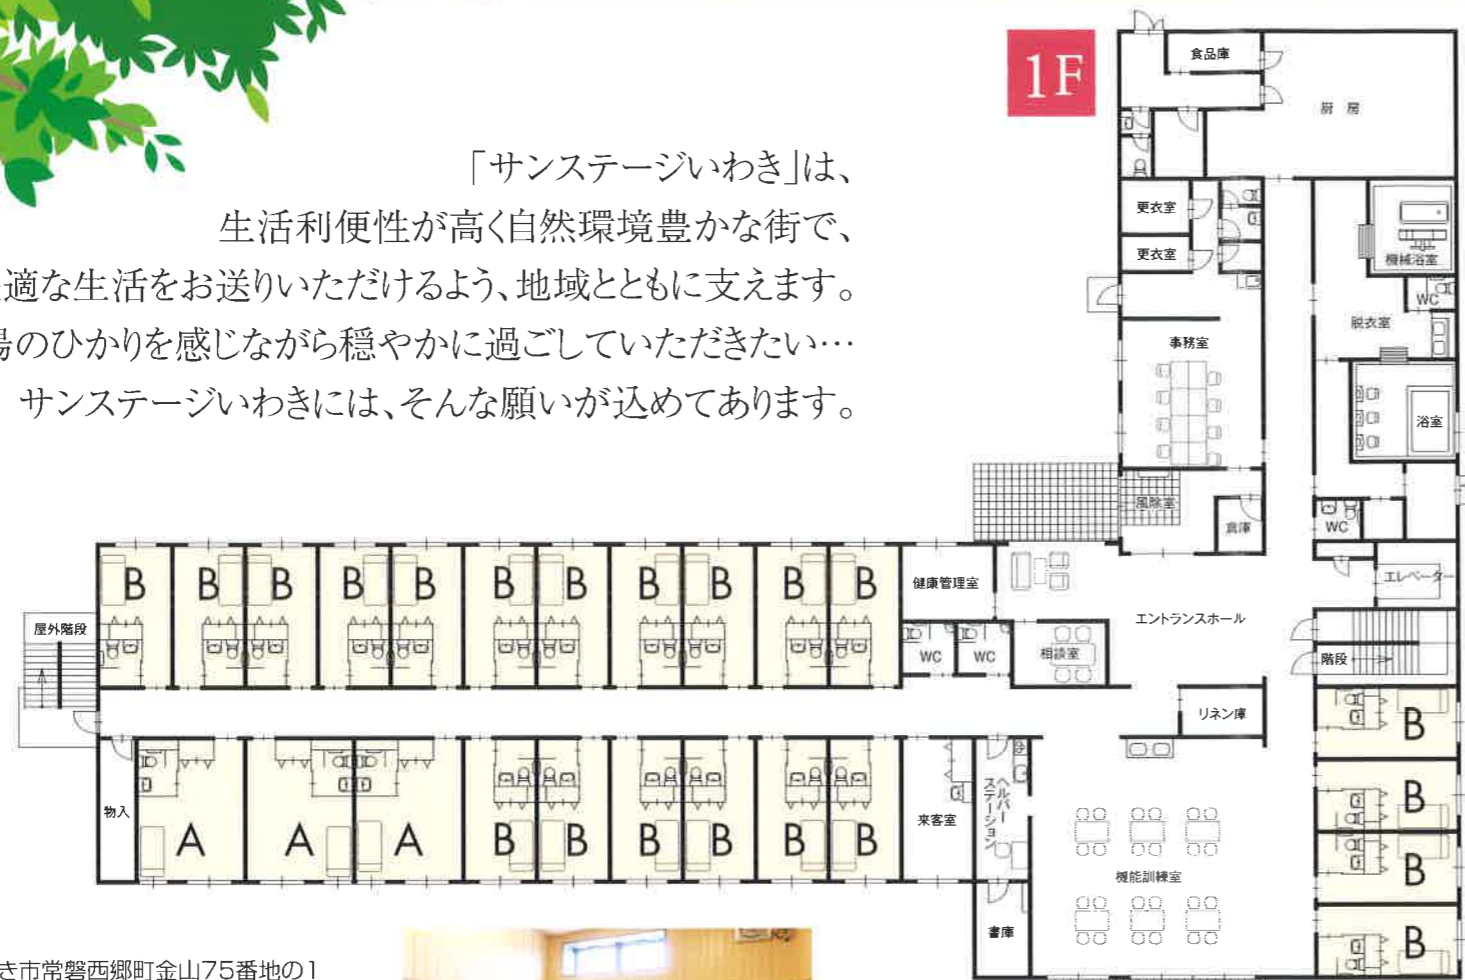 1F
「サンステージいわき」は、
生活利便性が高く自然環境豊かな街で、
適な生活をお送りいただけるよう、地域とともに支えます。
のひかりを感じながら穏やかに過ごしていただきたい…
サンステージいわきには、そんな願いが込めてあります。
食品庫
厨 房
更衣室
更衣室
機械浴室
WC
脱衣室
事務室
浴室
風除室
倉庫
WC
エレベーター
エントランスホール
階段
健康管理室
WC
WC
相談室
リネン庫
屋外階段
B B B B B B B B B B B
物入
A A A B B B B B B
来客室
ヘルパー
ステーション
機能訓練室
書庫
B
B
B
B
き市常磐西郷町金山75番地の1